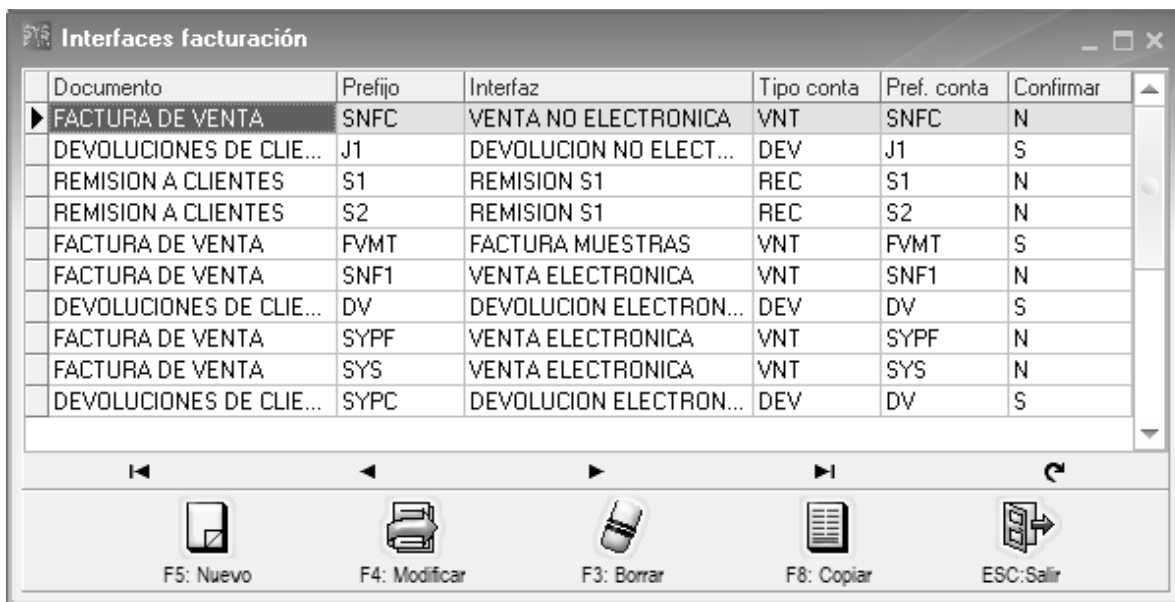 Interfaces facturación
Documento Prefijo Interfaz Tipo conta Pref. conta Confirmar
FACTURA DE VENTA SNFC VENTA NO ELECTRONICA VNT SNFC N
DEVOLUCIONES DE CLIE... J1 DEVOLUCION NO ELECT... DEV J1 S
REMISION A CLIENTES S1 REMISION S1 REC S1 N
REMISION A CLIENTES S2 REMISION S1 REC S2 N
FACTURA DE VENTA FVMT FACTURA MUESTRAS VNT FVMT S
FACTURA DE VENTA SNF1 VENTA ELECTRONICA VNT SNF1 N
DEVOLUCIONES DE CLIE... DV DEVOLUCION ELECTRON... DEV DV S
FACTURA DE VENTA SYPF VENTA ELECTRONICA VNT SYPF N
FACTURA DE VENTA SYS VENTA ELECTRONICA VNT SYS N
DEVOLUCIONES DE CLIE... SYPC DEVOLUCION ELECTRON... DEV DV S
F5: Nuevo F4: Modificar F3: Borrar F8: Copiar ESC:Salir